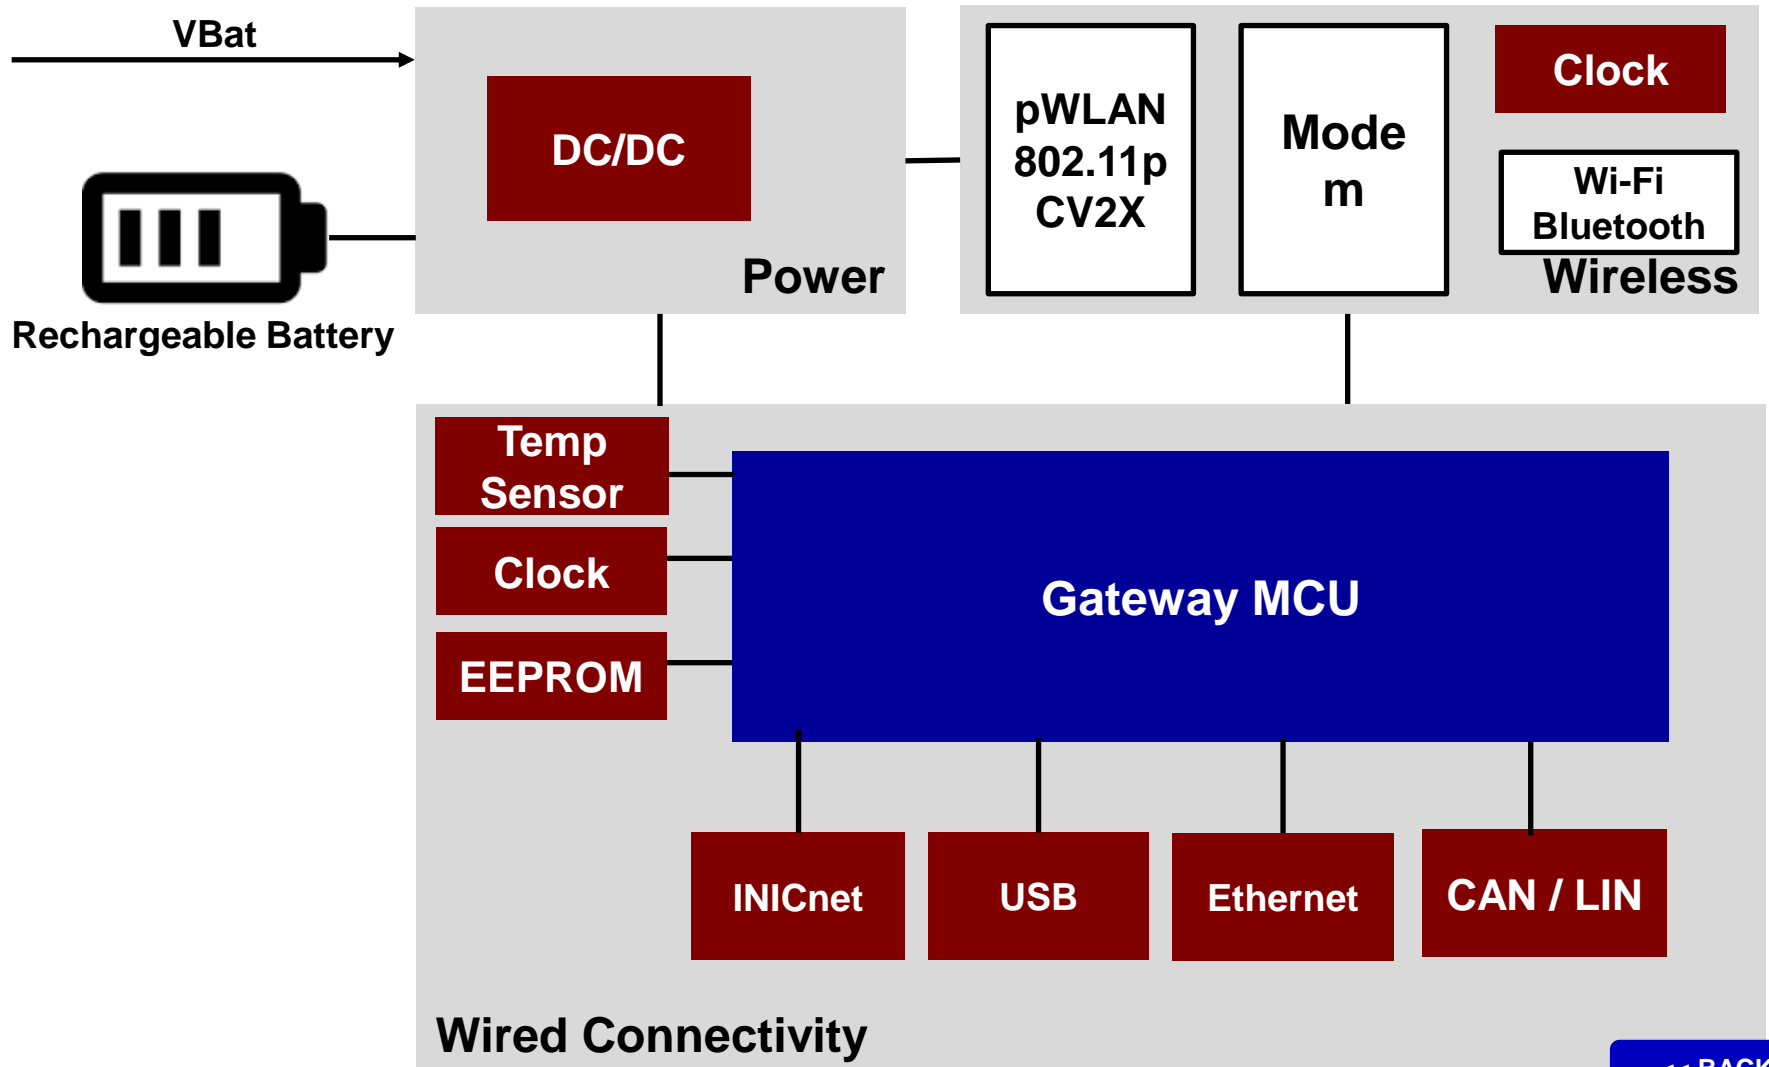 VBat
DC/DC
Power
Rechargeable Battery
pWLAN
802.11p
CV2X
Mode
m
Clock
Wi-Fi
Bluetooth
Wireless
Temp
Sensor
Clock
EEPROM
Gateway MCU
INICnet
USB
Ethernet
CAN / LIN
Wired Connectivity
<< BACK